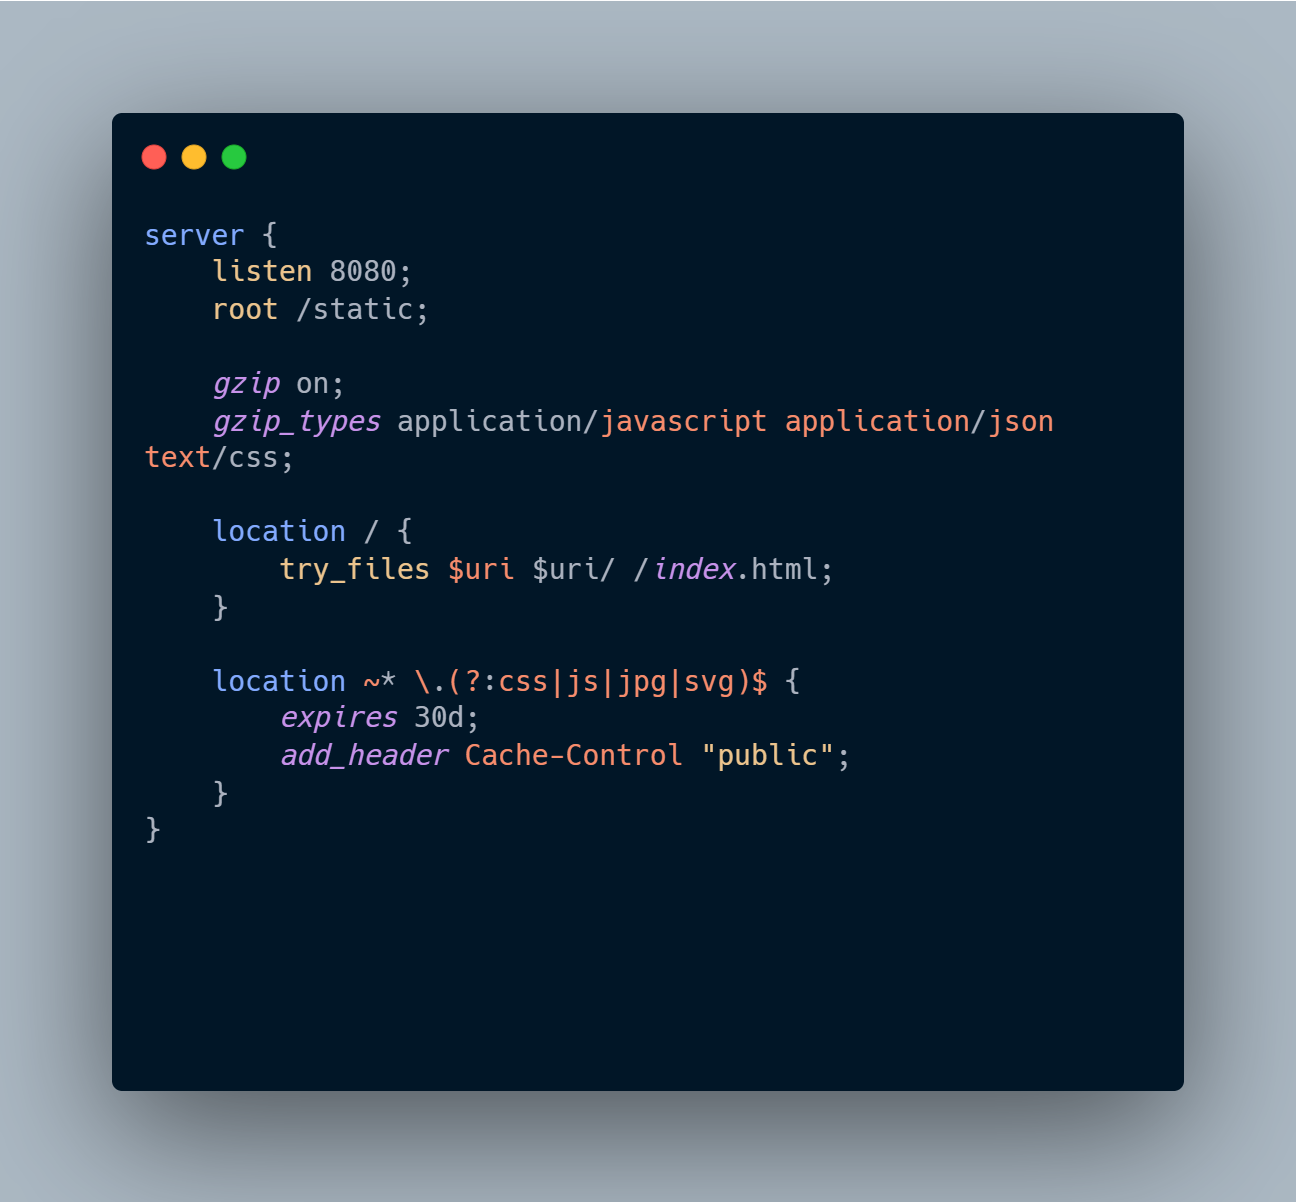 server {
    listen 8080;
    root /static;

    gzip on;
    gzip_types application/javascript application/json
text/css;

    location / {
        try_files $uri $uri/ /index.html;
    }

    location ~* \.(?:css|js|jpg|svg)$ {
        expires 30d;
        add_header Cache-Control "public";
    }
}